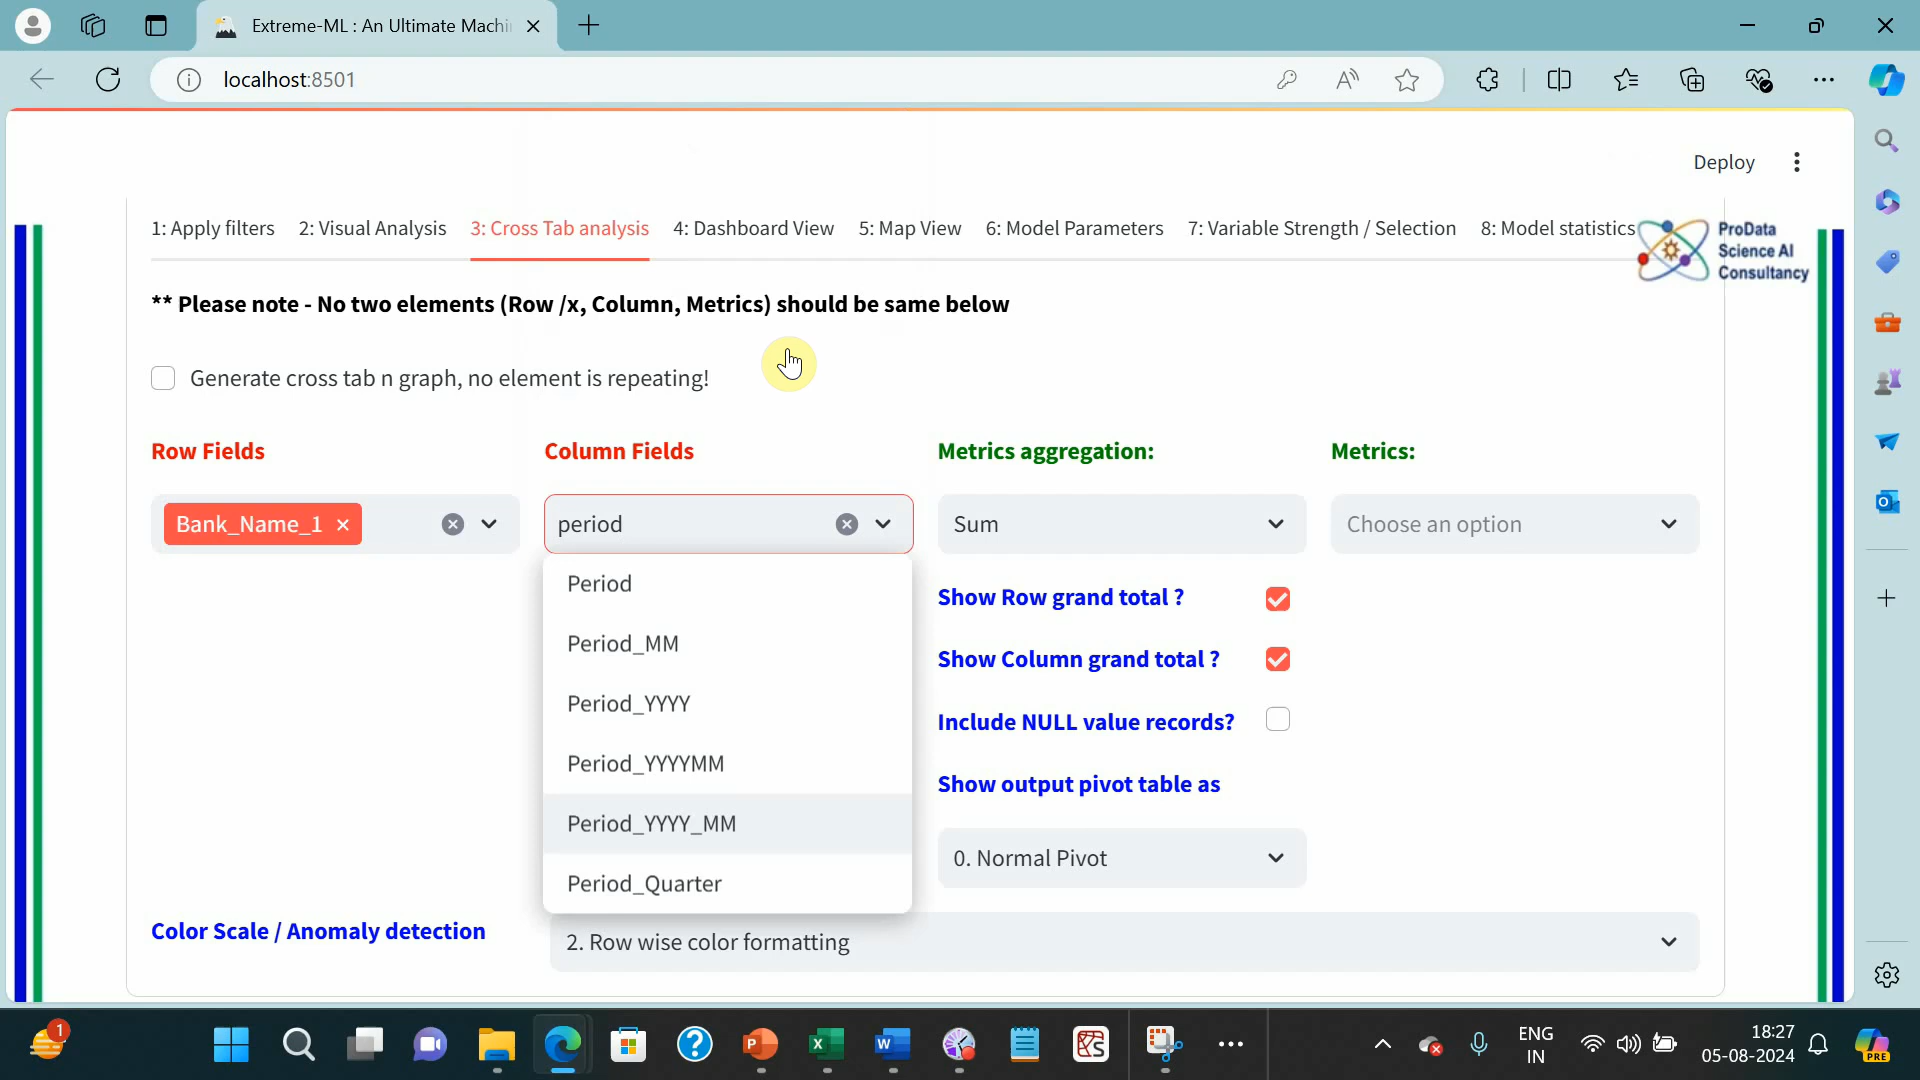 Extreme-ML : An Ultimate Machi
localhost:8501
Deploy
1: Apply filters 2: Visual Analysis 3: Cross Tab analysis 4: Dashboard View 5: Map View 6: Model Parameters 7: Variable Strength / Selection 8: Model statistics
ProData
Science AI
Consultancy
** Please note - No two elements (Row /x, Column, Metrics) should be same below
Generate cross tab n graph, no element is repeating!
Row Fields Column Fields Metrics aggregation: Metrics:
Bank_Name_1 period Sum Choose an option
Period
Period_MM
Period_YYYY
Period_YYYYMM
Period_YYYY_MM
Period_Quarter
Show Row grand total ?
Show Column grand total ?
Include NULL value records?
Show output pivot table as
0. Normal Pivot
Color Scale / Anomaly detection
2. Row wise color formatting
1
ENG
IN
18:27
05-08-2024
PRE